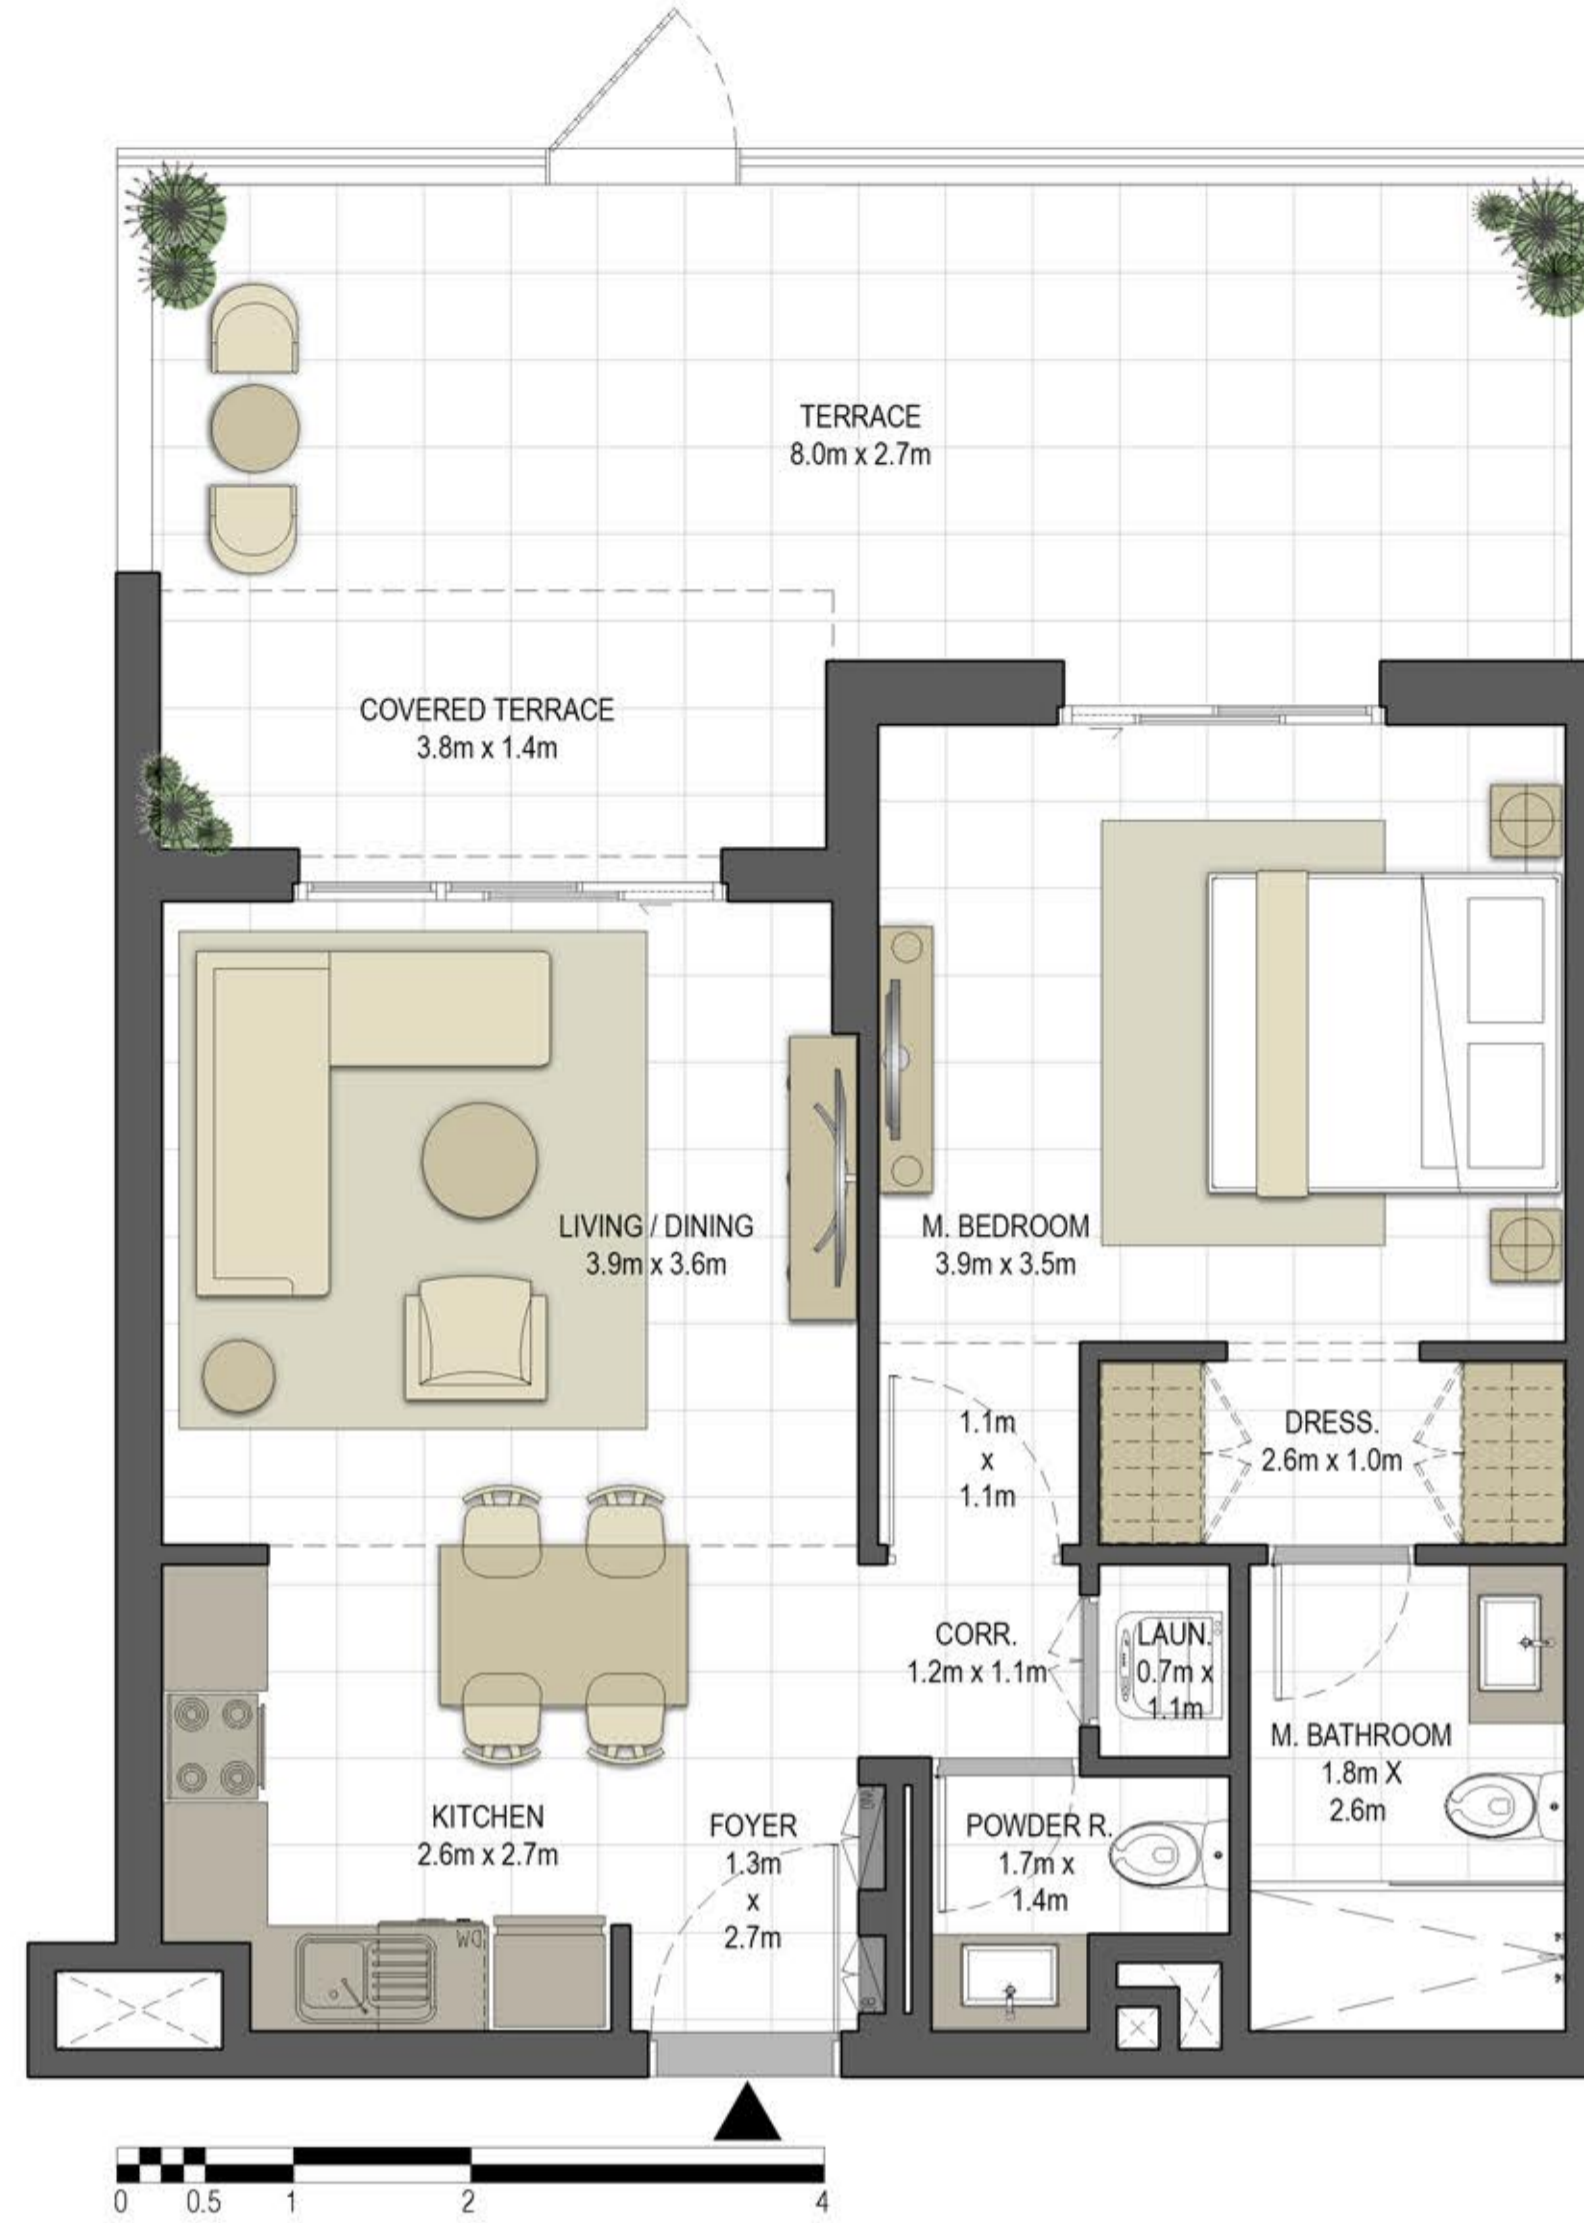 TERRACE
8.0m x 2.7m
COVERED TERRACE
3.8m x 1.4m
LIVING / DINING
3.9m x 3.6m
M. BEDROOM
3.9m x 3.5m
1.1m
x
1.1m
DRESS.
2.6m x 1.0m
CORR.
1.2m x 1.1m
LAUN.
0.7m x
1.1m
M. BATHROOM
1.8m X
2.6m
KITCHEN
2.6m x 2.7m
FOYER
1.3m
x
2.7m
POWDER R.
1.7m x
1.4m
0 0.5 1 2 4